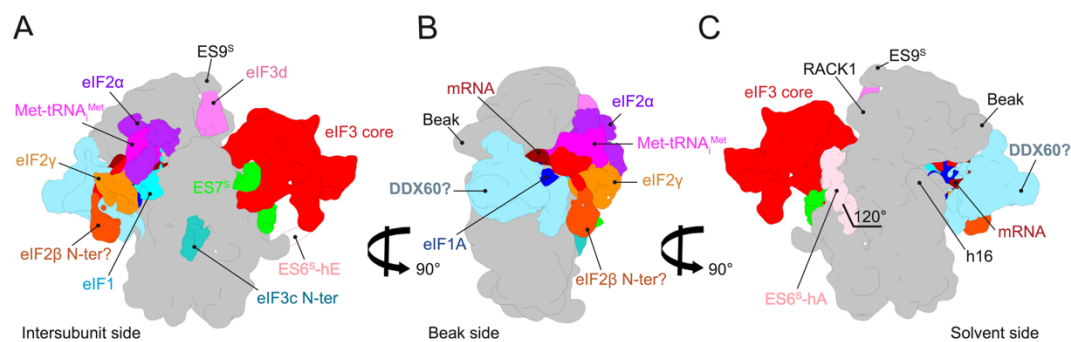 A
ES9ˢ
eIF3d
eIF2α
Met-tRNAᵢᴹᵉᵗ
eIF3 core
eIF2γ
ES7ˢ
eIF2β N-ter?
eIF1
ES6ˢ-hE
eIF3c N-ter
Intersubunit side
90°
B
mRNA
eIF2α
Beak
Met-tRNAᵢᴹᵉᵗ
DDX60?
eIF2γ
eIF1A
eIF2β N-ter?
Beak side
90°
C
ES9ˢ
RACK1
eIF3 core
Beak
DDX60?
120°
mRNA
h16
ES6ˢ-hA
Solvent side